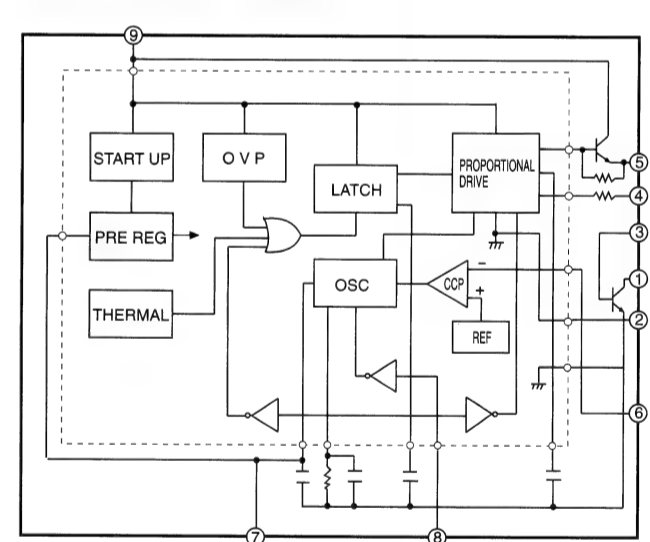 9
START UP
O V P
LATCH
PROPORTIONAL
DRIVE
5
4
PRE REG
3
OSC
CCP
−
+
1
THERMAL
REF
2
6
7
8